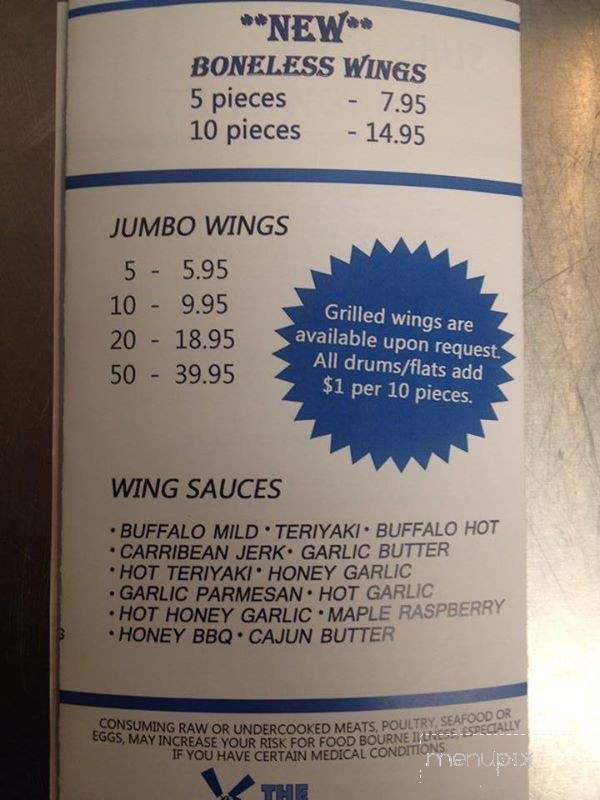 **NEW**
BONELESS WINGS
5 pieces - 7.95
10 pieces - 14.95
JUMBO WINGS
5 - 5.95
10 - 9.95
20 - 18.95
50 - 39.95
Grilled wings are
available upon request.
All drums/flats add
$1 per 10 pieces.
WING SAUCES
• BUFFALO MILD • TERIYAKI • BUFFALO HOT
• CARRIBEAN JERK • GARLIC BUTTER
• HOT TERIYAKI • HONEY GARLIC
• GARLIC PARMESAN • HOT GARLIC
• HOT HONEY GARLIC • MAPLE RASPBERRY
• HONEY BBQ • CAJUN BUTTER
CONSUMING RAW OR UNDERCOOKED MEATS, POULTRY, SEAFOOD OR
EGGS, MAY INCREASE YOUR RISK FOR FOOD BOURNE ESPECIALLY
IF YOU HAVE CERTAIN MEDICAL CONDITIONS.
THE